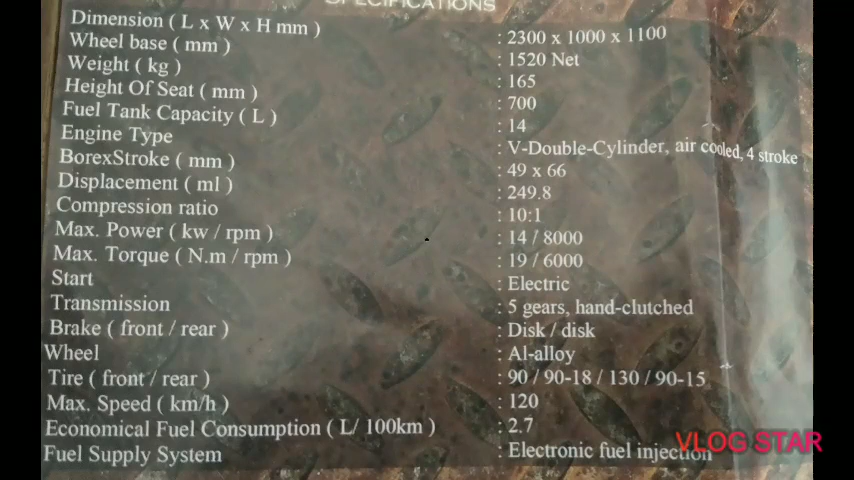 SPECIFICATIONS
Dimension ( L x W x H mm ) : 2300 x 1000 x 1100
Wheel base ( mm ) : 1520 Net
Weight ( kg ) : 165
Height Of Seat ( mm ) : 700
Fuel Tank Capacity ( L ) : 14
Engine Type : V-Double-Cylinder, air cooled, 4 stroke
BorexStroke ( mm ) : 49 x 66
Displacement ( ml ) : 249.8
Compression ratio : 10:1
Max. Power ( kw / rpm ) : 14 / 8000
Max. Torque ( N.m / rpm ) : 19 / 6000
Start : Electric
Transmission : 5 gears, hand-clutched
Brake ( front / rear ) : Disk / disk
Wheel : Al-alloy
Tire ( front / rear ) : 90 / 90-18 / 130 / 90-15
Max. Speed ( km/h ) : 120
Economical Fuel Consumption ( L/ 100km ) : 2.7
Fuel Supply System : Electronic fuel injection
VLOG STAR